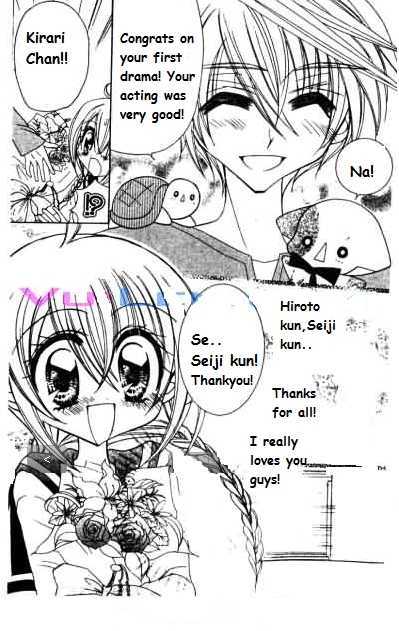 Kirari
Chan!!
Congrats on
your first
drama! Your
acting was
very good!
Na!
Se..
Seiji kun!
Thankyou!
Hiroto
kun,Seiji
kun..
Thanks
for all!
I really
loves you
guys!